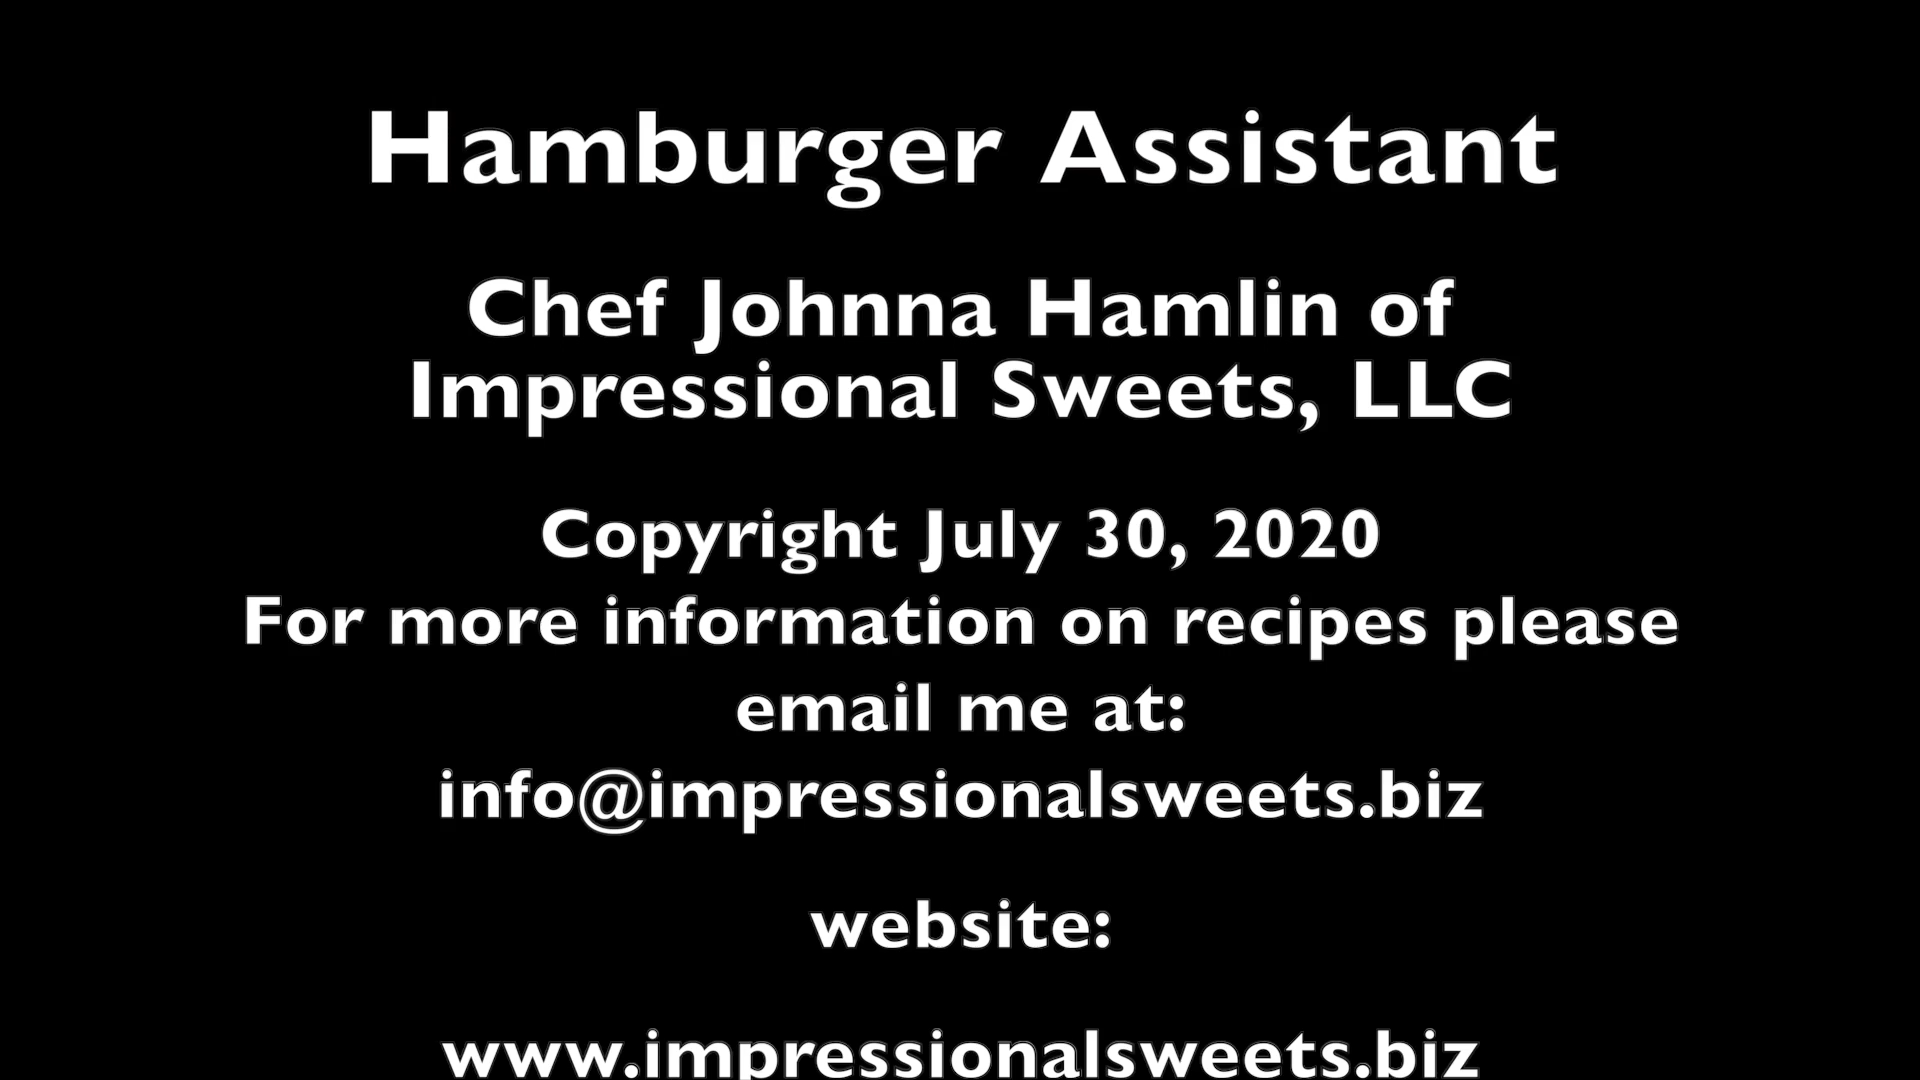 Hamburger Assistant
Chef Johnna Hamlin of
Impressional Sweets, LLC
Copyright July 30, 2020
For more information on recipes please
email me at:
info@impressionalsweets.biz
website:
www.impressionalsweets.biz